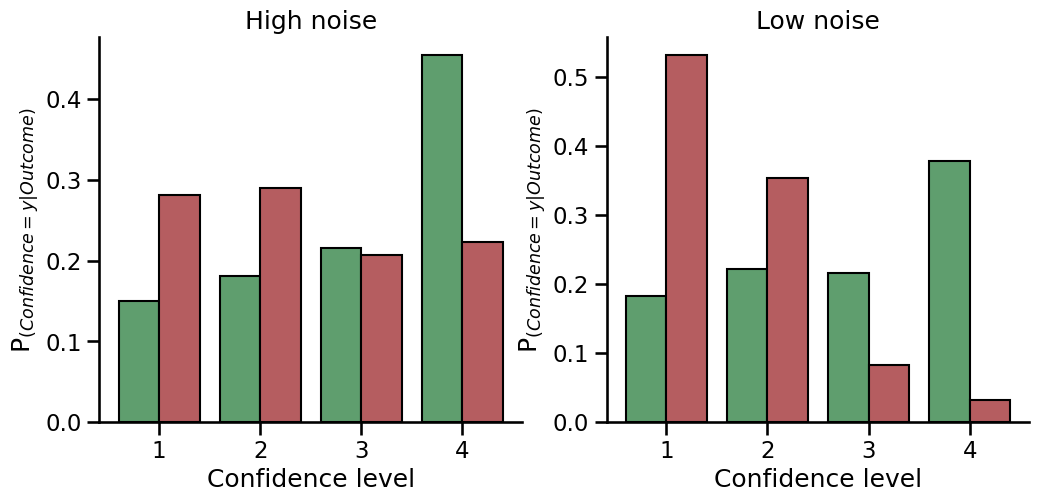 High noise
P(Confidence = y|Outcome)
0.4
0.3
0.2
0.1
0.0
1 2 3 4
Confidence level
Low noise
P(Confidence = y|Outcome)
0.5
0.4
0.3
0.2
0.1
0.0
1 2 3 4
Confidence level